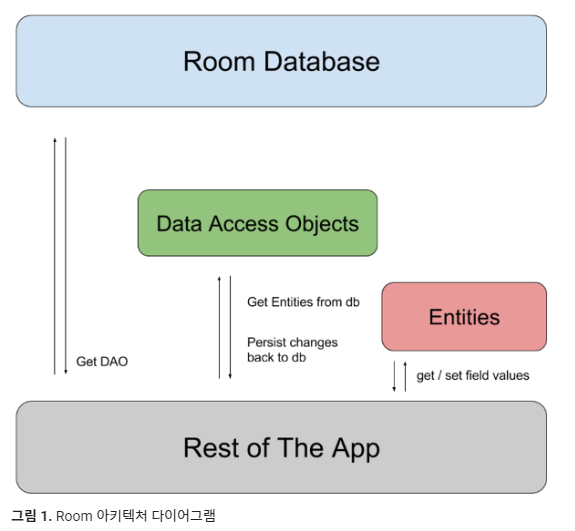 Room Database
Data Access Objects
Get Entities from db
Entities
Persist changes
back to db
Get DAO
get / set field values
Rest of The App
그림 1. Room 아키텍처 다이어그램